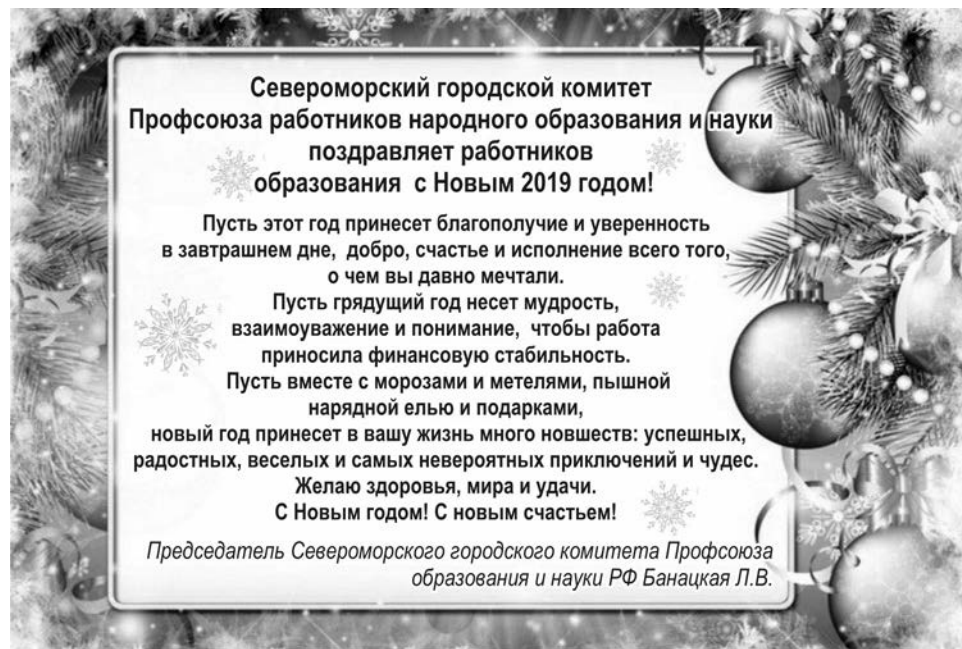 Североморский городской комитет
Профсоюза работников народного образования и науки
поздравляет работников
образования с Новым 2019 годом!
Пусть этот год принесет благополучие и уверенность
в завтрашнем дне, добро, счастье и исполнение всего того,
о чем вы давно мечтали.
Пусть грядущий год несет мудрость,
взаимоуважение и понимание, чтобы работа
приносила финансовую стабильность.
Пусть вместе с морозами и метелями, пышной
нарядной елью и подарками,
новый год принесет в вашу жизнь много новшеств: успешных,
радостных, веселых и самых невероятных приключений и чудес.
Желаю здоровья, мира и удачи.
С Новым годом! С новым счастьем!
Председатель Североморского городского комитета Профсоюза
образования и науки РФ Банацкая Л.В.